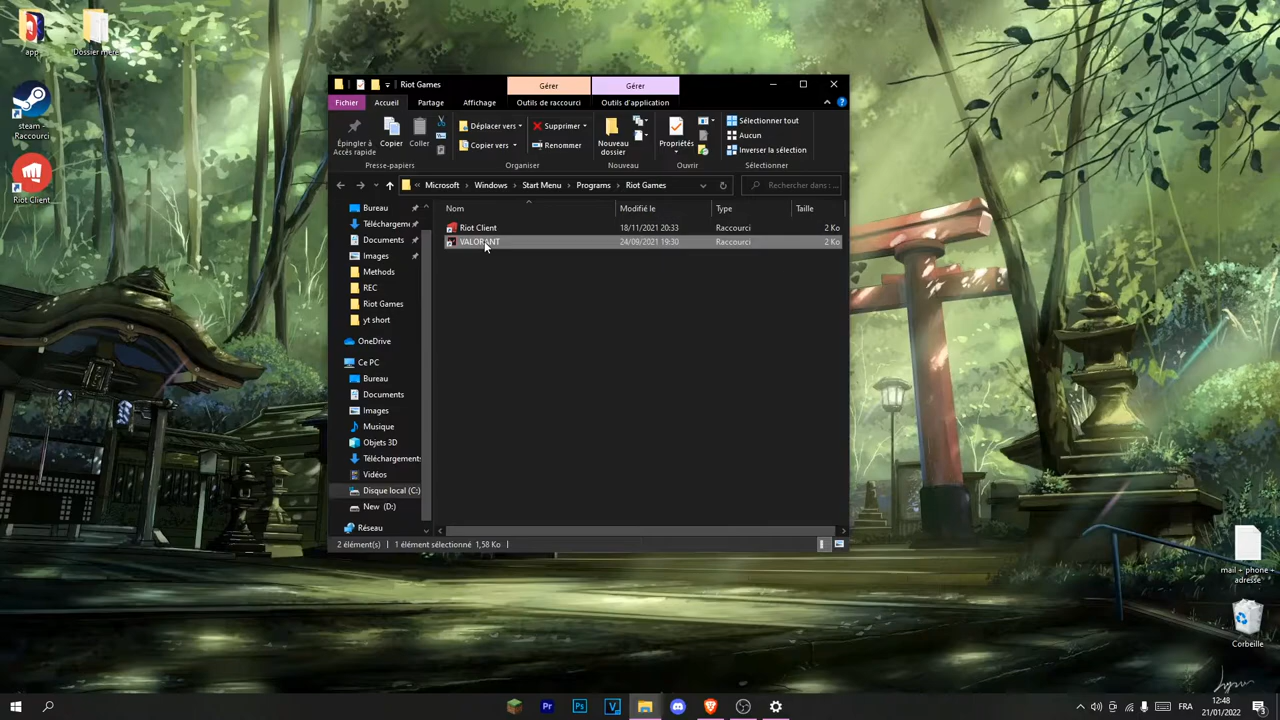 app
Dossier mère
steam -
Raccourci
Riot Client
Riot Games
Gérer
Gérer
Fichier
Accueil
Partage
Affichage
Outils de raccourci
Outils d'application
Épingler à
Accès rapide
Copier
Coller
Presse-papiers
Déplacer vers
Copier vers
Supprimer
Renommer
Organiser
Nouveau
dossier
Nouveau
Propriétés
Ouvrir
Sélectionner tout
Aucun
Inverser la sélection
Sélectionner
« Microsoft > Windows > Start Menu > Programs > Riot Games
Rechercher dans : ...
Nom
Modifié le
Type
Taille
Riot Client
18/11/2021 20:33
Raccourci
2 Ko
VALORANT
24/09/2021 19:30
Raccourci
2 Ko
Bureau
Téléchargeme
Documents
Images
Methods
REC
Riot Games
yt short
OneDrive
Ce PC
Bureau
Documents
Images
Musique
Objets 3D
Téléchargements
Vidéos
Disque local (C:)
New (D:)
Réseau
2 élément(s)
1 élément sélectionné 1,58 Ko
mail + phone +
adresse
Corbeille
FRA
12:48
21/01/2022